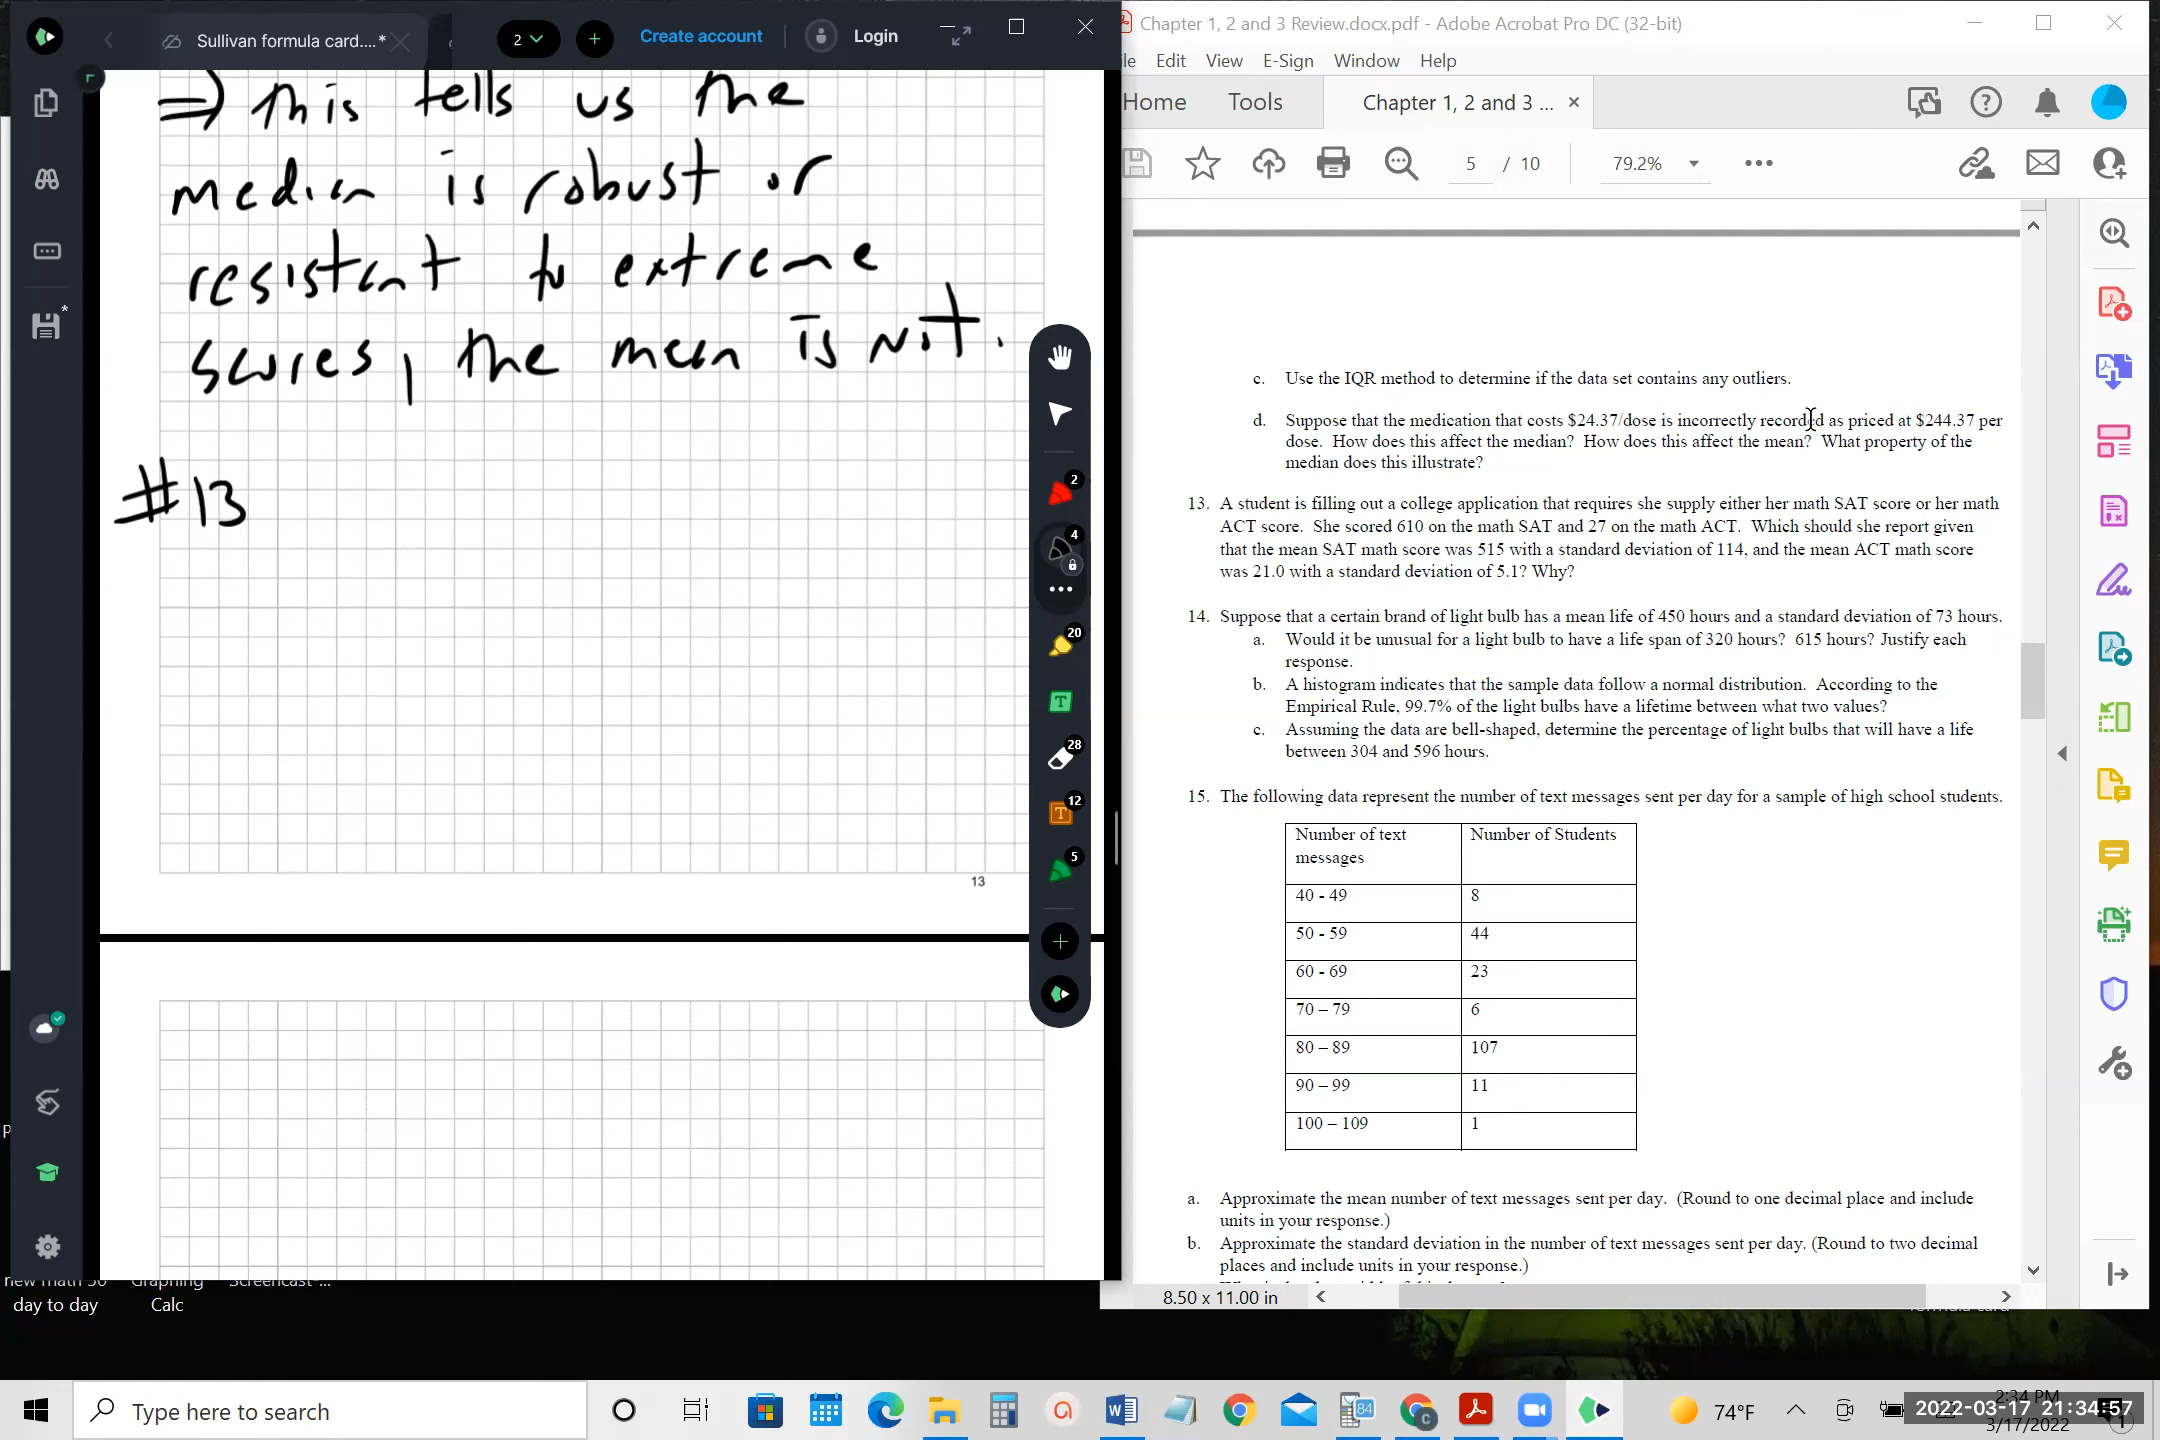 Sullivan formula card....*
2
Create account
Login
⇒ this tells us the
median is robust or
resistant to extreme
scores, the mean is not.
#13
13
2
4
20
T
28
T
12
5
Chapter 1, 2 and 3 Review.docx.pdf - Adobe Acrobat Pro DC (32-bit)
Edit View E-Sign Window Help
Home Tools Chapter 1, 2 and 3 ... ×
5 / 10 79.2%
c. Use the IQR method to determine if the data set contains any outliers.
d. Suppose that the medication that costs $24.37/dose is incorrectly recorded as priced at $244.37 per
dose. How does this affect the median? How does this affect the mean? What property of the
median does this illustrate?
13. A student is filling out a college application that requires she supply either her math SAT score or her math
ACT score. She scored 610 on the math SAT and 27 on the math ACT. Which should she report given
that the mean SAT math score was 515 with a standard deviation of 114, and the mean ACT math score
was 21.0 with a standard deviation of 5.1? Why?
14. Suppose that a certain brand of light bulb has a mean life of 450 hours and a standard deviation of 73 hours.
a. Would it be unusual for a light bulb to have a life span of 320 hours? 615 hours? Justify each
response.
b. A histogram indicates that the sample data follow a normal distribution. According to the
Empirical Rule, 99.7% of the light bulbs have a lifetime between what two values?
c. Assuming the data are bell-shaped, determine the percentage of light bulbs that will have a life
between 304 and 596 hours.
15. The following data represent the number of text messages sent per day for a sample of high school students.
Number of text messages Number of Students
40 - 49 8
50 - 59 44
60 - 69 23
70 – 79 6
80 – 89 107
90 – 99 11
100 – 109 1
a. Approximate the mean number of text messages sent per day. (Round to one decimal place and include
units in your response.)
b. Approximate the standard deviation in the number of text messages sent per day. (Round to two decimal
places and include units in your response.)
8.50 x 11.00 in
day to day
Calc
Type here to search
84
74°F
2:34 PM
2022-03-17 21:34:57
3/17/2022